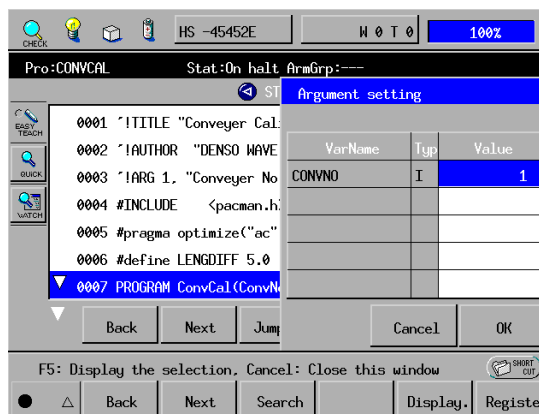 CHECK
HS -45452E
W 0 T 0
100%
Pro:CONVCAL Stat:On halt ArmGrp:---
ST
Argument setting
EASY
TEACH
QUICK
WATCH
0001 ´!TITLE "Conveyer Cal
0002 ´!AUTHOR "DENSO WAVE
0003 ´!ARG 1, "Conveyer No
0004 #INCLUDE <pacman.h
0005 #pragma optimize("ac"
0006 #define LENGDIFF 5.0
0007 PROGRAM ConvCal(ConvN
VarName Typ Value
CONVNO I 1
Back Next Jum
Cancel OK
F5: Display the selection, Cancel: Close this window
SHORT
CUT
Back Next Search Display. Registe